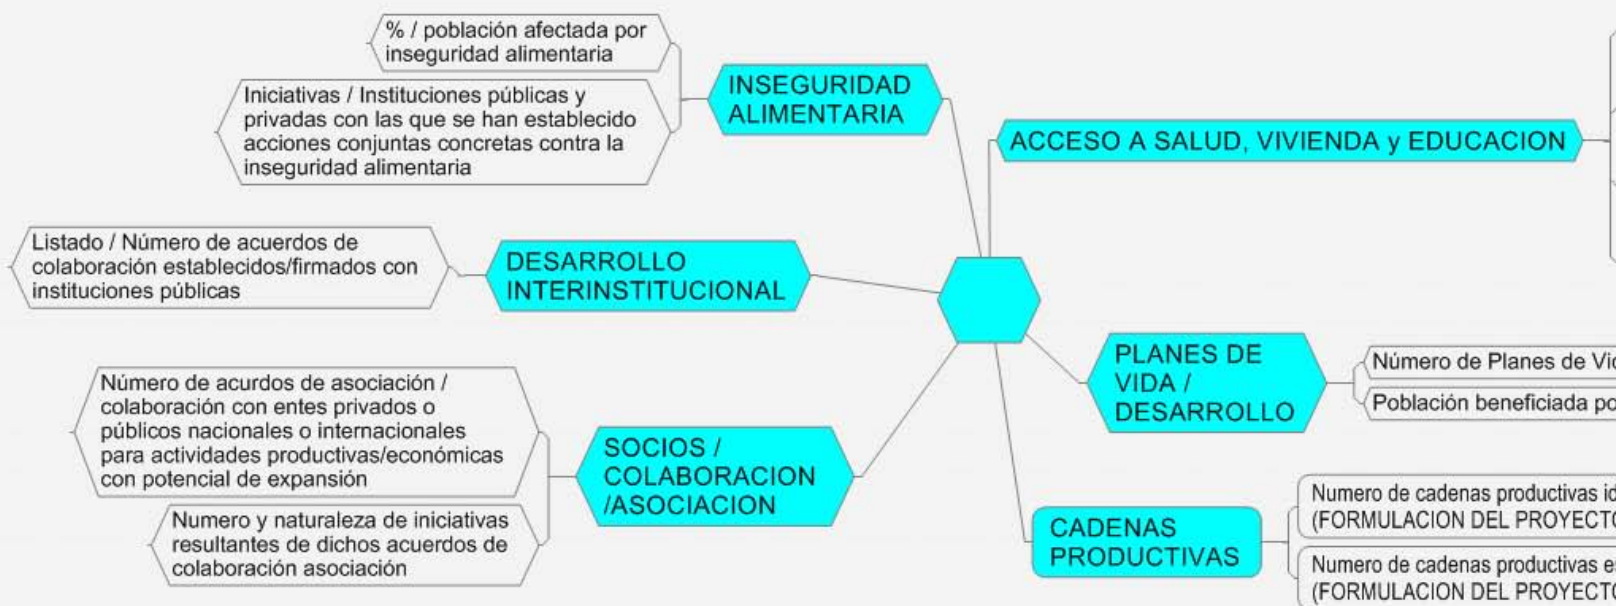 % / población afectada por
inseguridad alimentaria
INSEGURIDAD
ALIMENTARIA
Iniciativas / Instituciones públicas y
privadas con las que se han establecido
acciones conjuntas concretas contra la
inseguridad alimentaria
ACCESO A SALUD, VIVIENDA y EDUCACION
Listado / Número de acuerdos de
colaboración establecidos/firmados con
instituciones públicas
DESARROLLO
INTERINSTITUCIONAL
PLANES DE
VIDA /
DESARROLLO
Número de Planes de
Población beneficiada
Número de acurdos de asociación /
colaboración con entes privados o
públicos nacionales o internacionales
para actividades productivas/económicas
con potencial de expansión
SOCIOS /
COLABORACION
/ASOCIACION
Numero y naturaleza de iniciativas
resultantes de dichos acuerdos de
colaboración asociación
CADENAS
PRODUCTIVAS
Numero de cadenas productivas
(FORMULACION DEL PROYECTO
Numero de cadenas productivas
(FORMULACION DEL PROYECTO